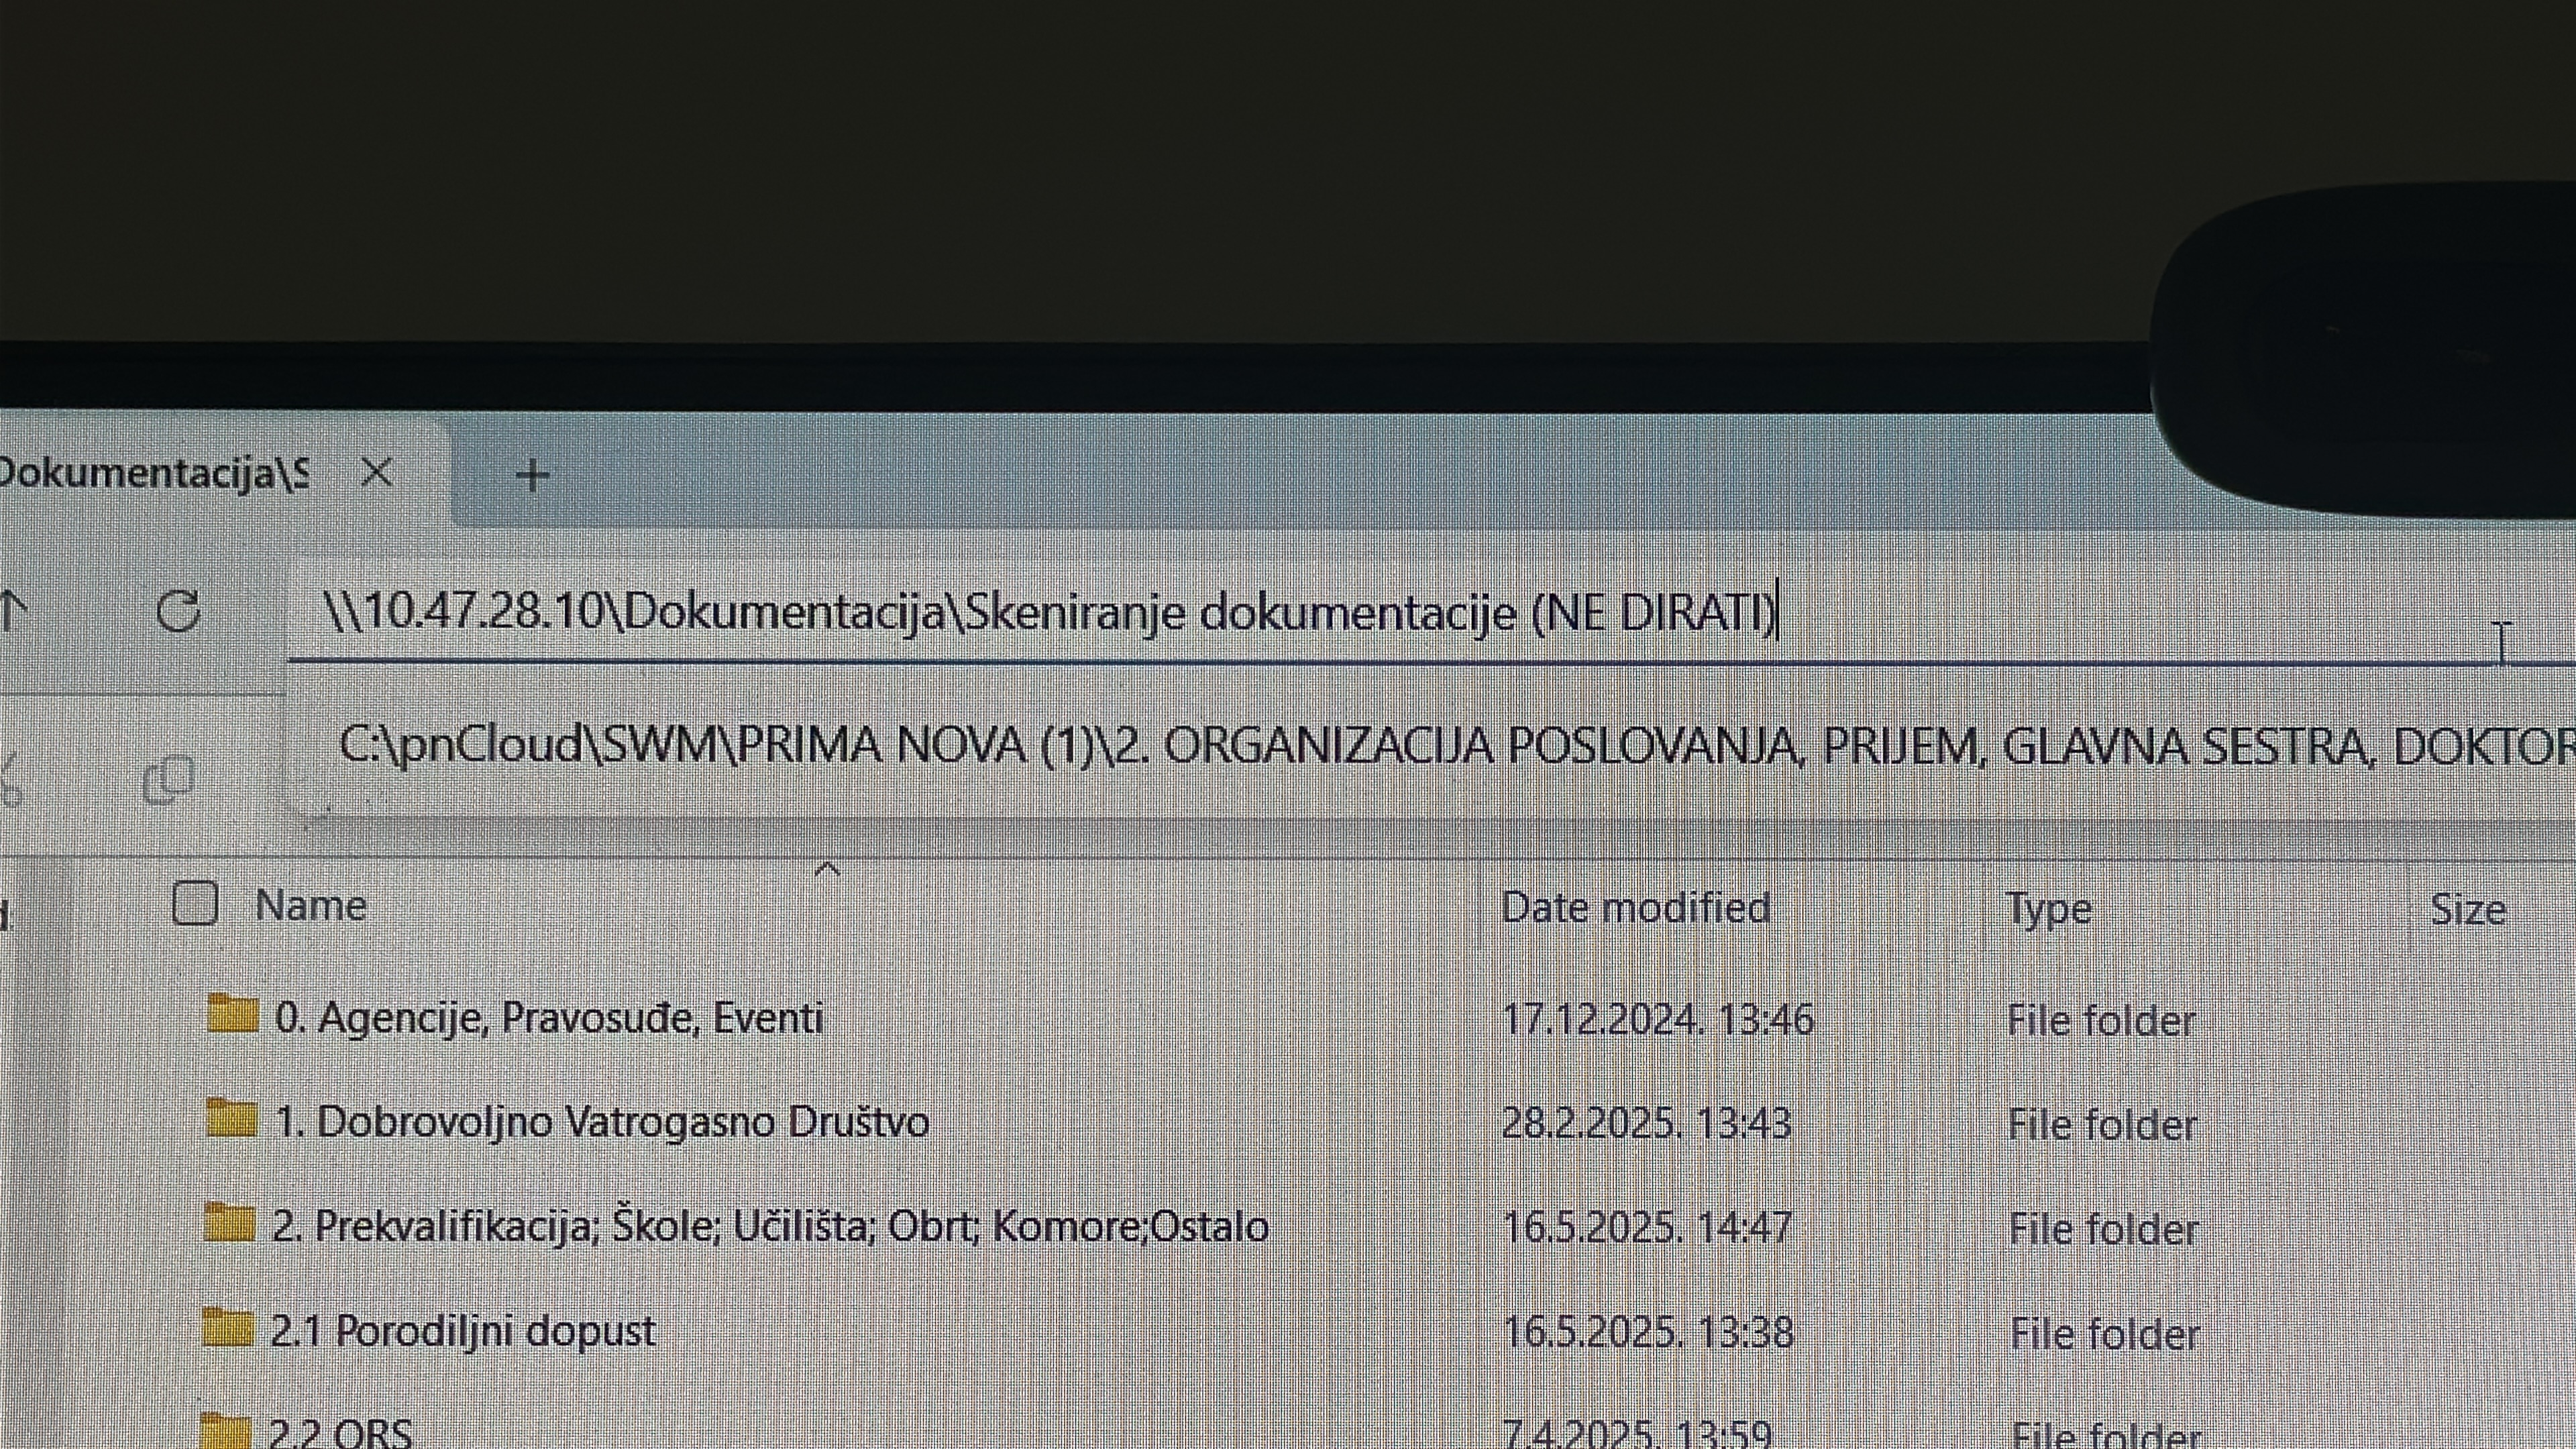 Dokumentacija\S
\\10.47.28.10\Dokumentacija\Skeniranje dokumentacije (NE DIRATI)
C:\pnCloud\SWM\PRIMA NOVA (1)\2. ORGANIZACIJA POSLOVANJA, PRIJEM, GLAVNA SESTRA, DOKTOR
Name Date modified Type Size
0. Agencije, Pravosuđe, Eventi 17.12.2024. 13:46 File folder
1. Dobrovoljno Vatrogasno Društvo 28.2.2025. 13:43 File folder
2. Prekvalifikacija; Škole; Učilišta; Obrt; Komore;Ostalo 16.5.2025. 14:47 File folder
2.1 Porodiljni dopust 16.5.2025. 13:38 File folder
2.2 ORS 7.4.2025. 13:59 File folder